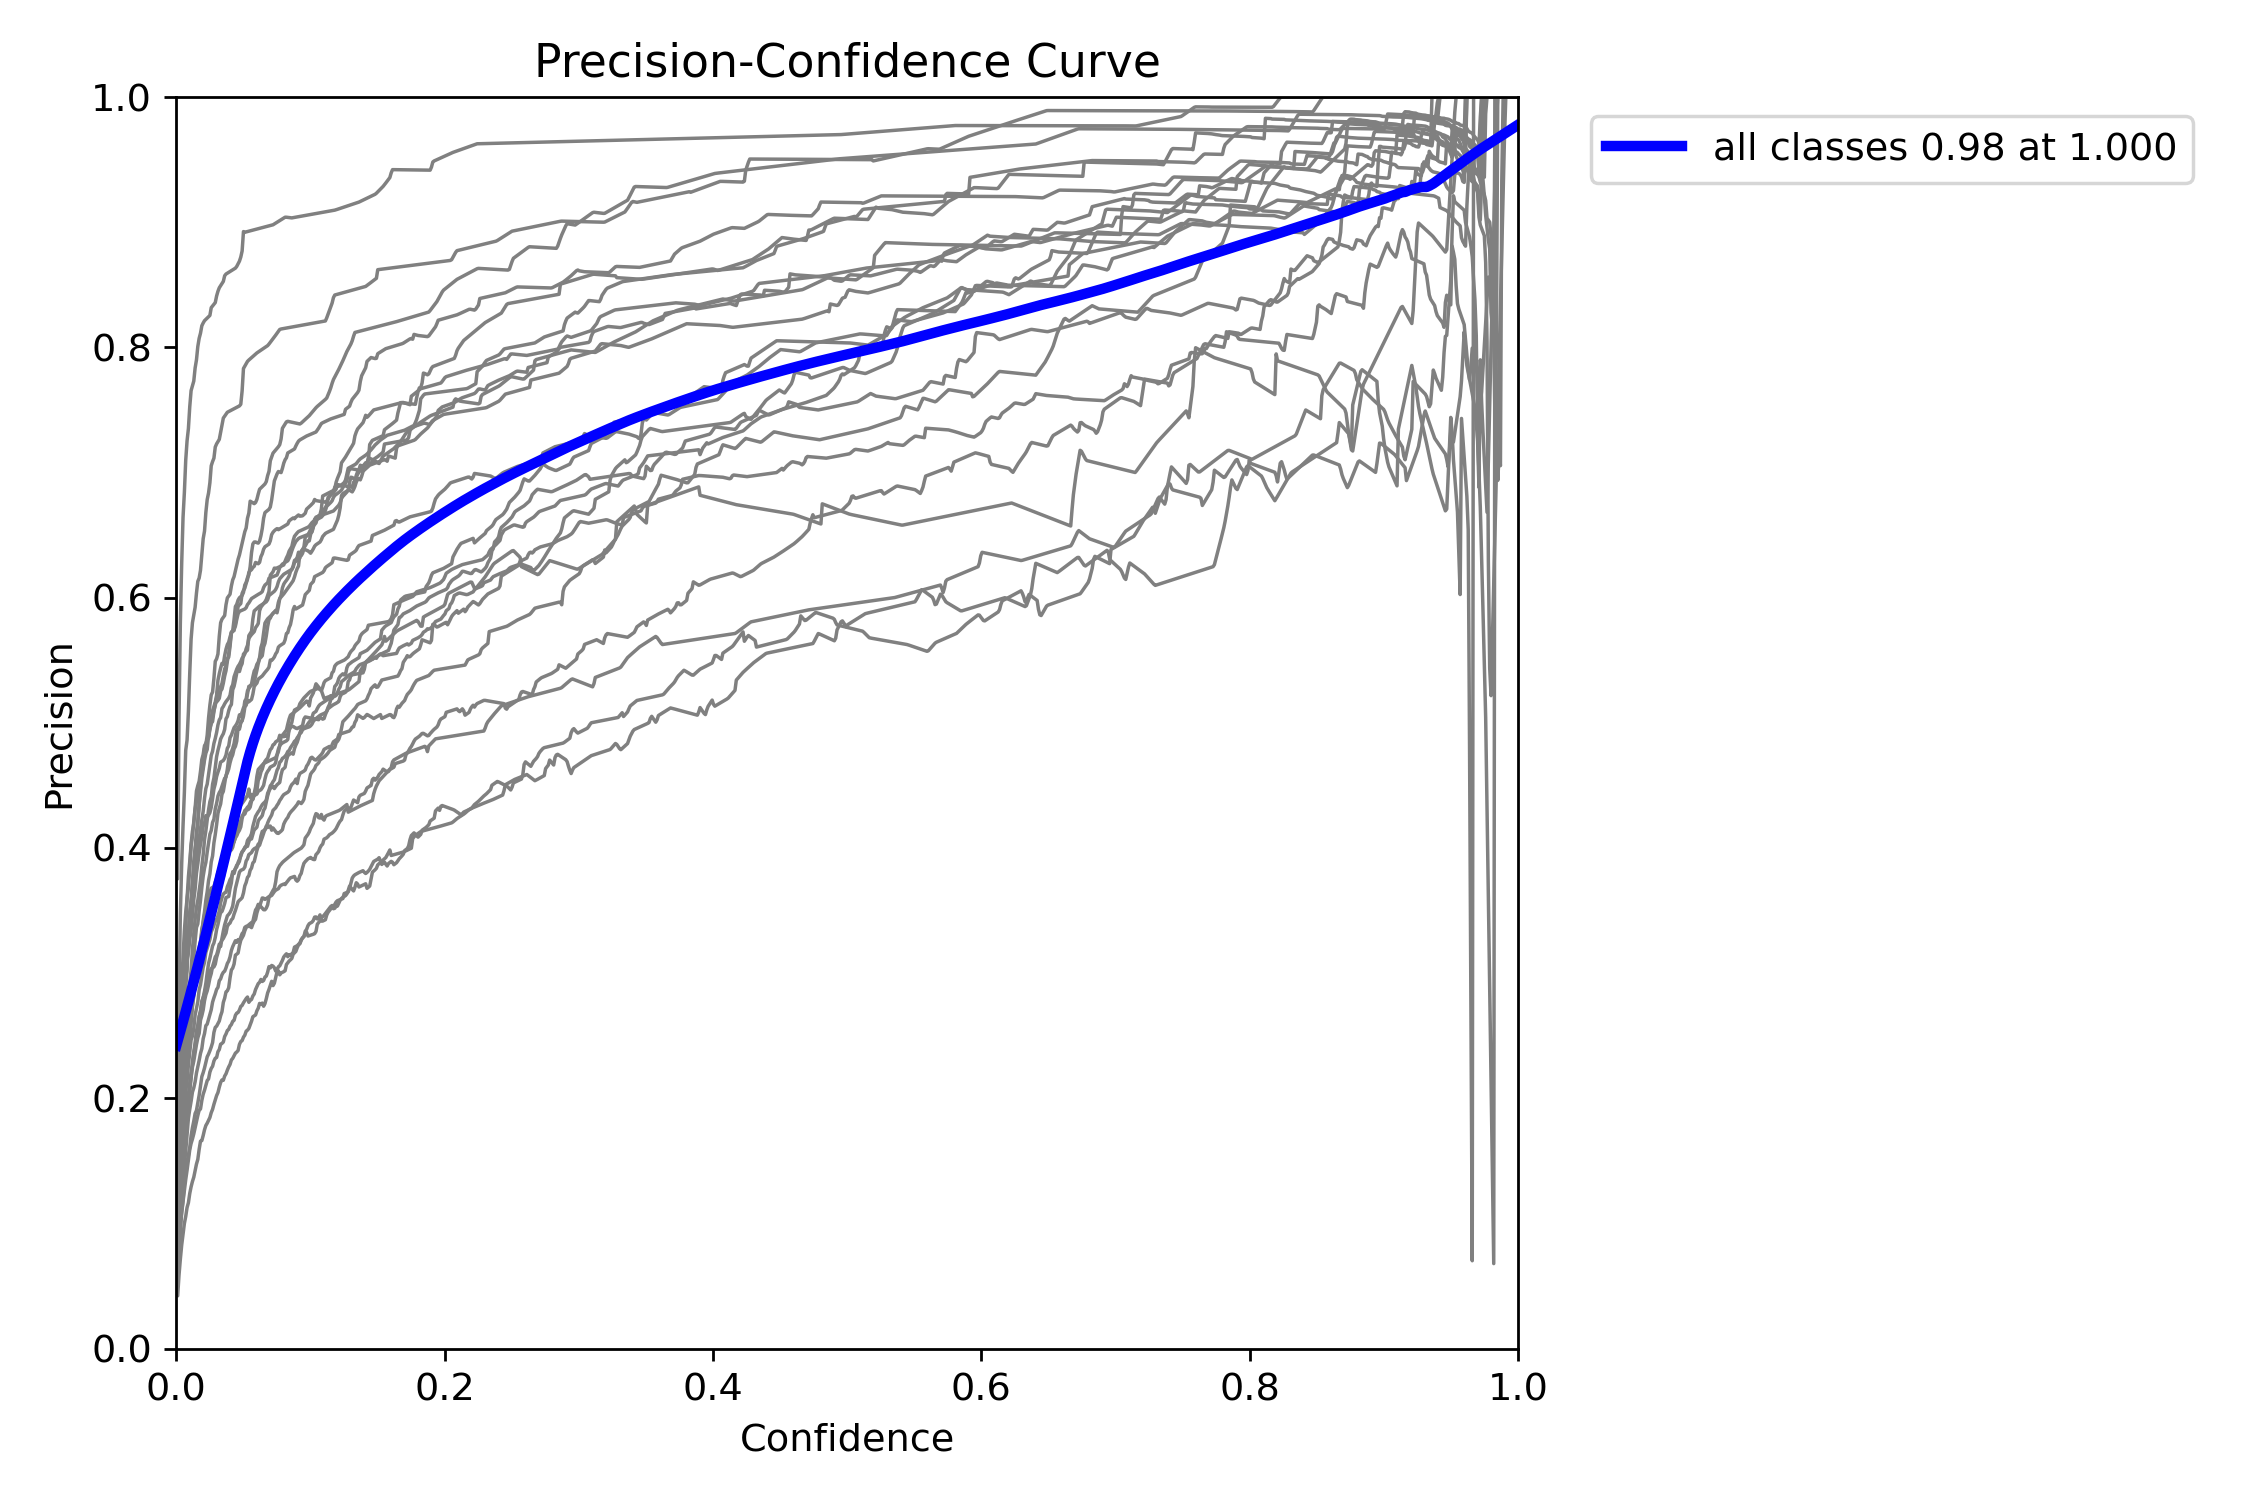 Precision-Confidence Curve
all classes 0.98 at 1.000
Precision
1.0
0.8
0.6
0.4
0.2
0.0
0.0 0.2 0.4 0.6 0.8 1.0
Confidence